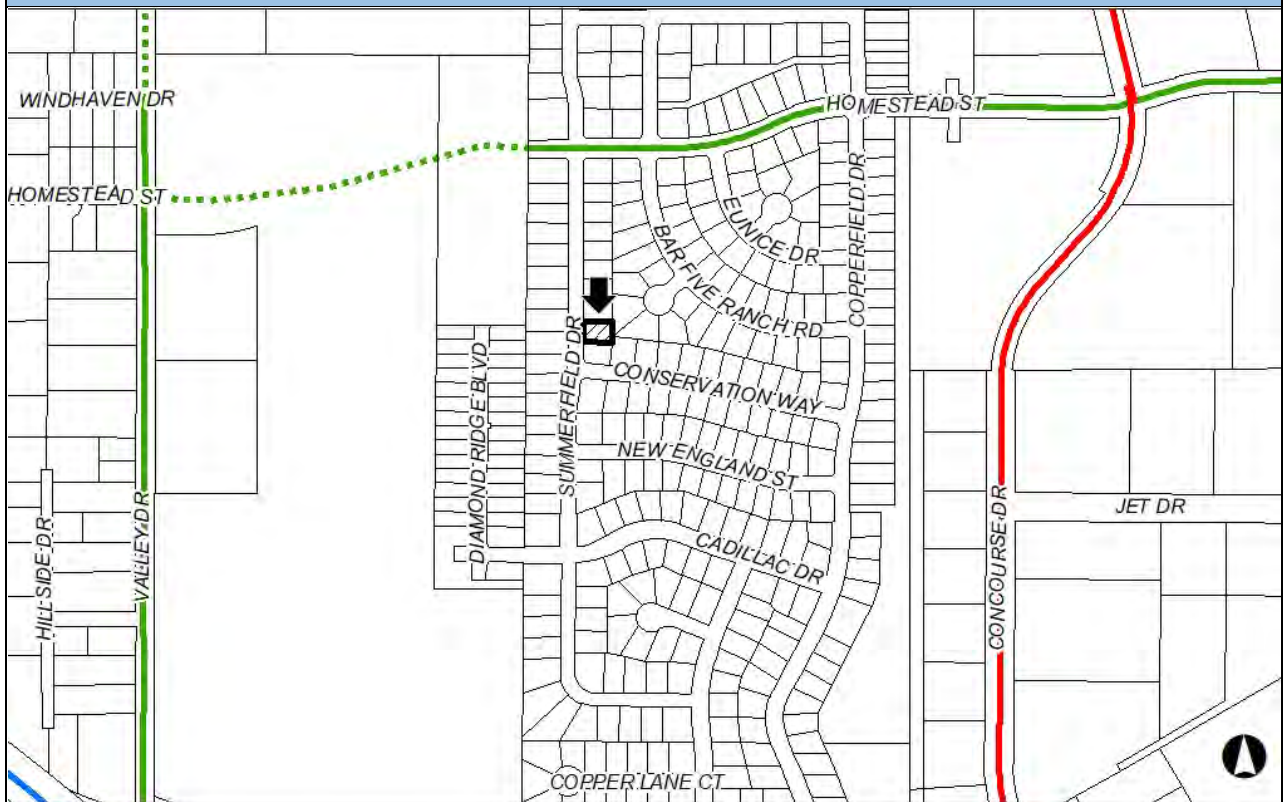 WINDHAVEN DR
HOMESTEAD ST
HOMESTEAD ST
EUNICE DR
COPPERFIELD DR
BAR FIVE RANCH RD
SUMMERFIELD DR
DIAMOND RIDGE BLVD
CONSERVATION WAY
NEW ENGLAND ST
CADILLAC DR
HILLSIDE DR
VALLEY DR
CONCOURSE DR
JET DR
COPPER LANE CT